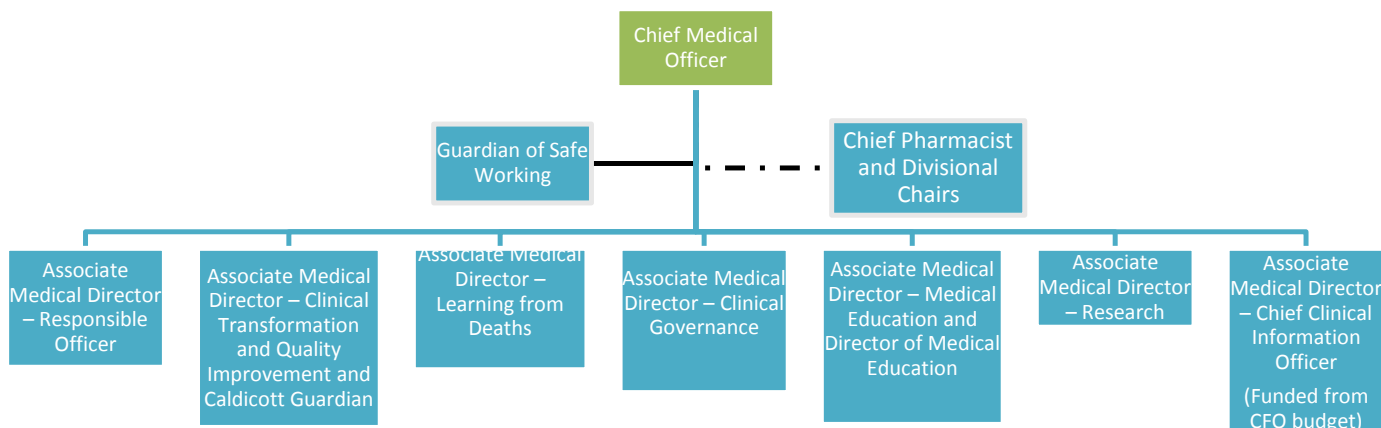 Chief Medical
Officer
Guardian of Safe
Working
Chief Pharmacist
and Divisional
Chairs
Associate
Medical Director
– Responsible
Officer
Associate Medical
Director – Clinical
Transformation
and Quality
Improvement and
Caldicott Guardian
Associate Medical
Director –
Learning from
Deaths
Associate Medical
Director – Clinical
Governance
Associate Medical
Director – Medical
Education and
Director of Medical
Education
Associate
Medical Director
– Research
Associate
Medical Director
– Chief Clinical
Information
Officer
(Funded from
CFO budget)